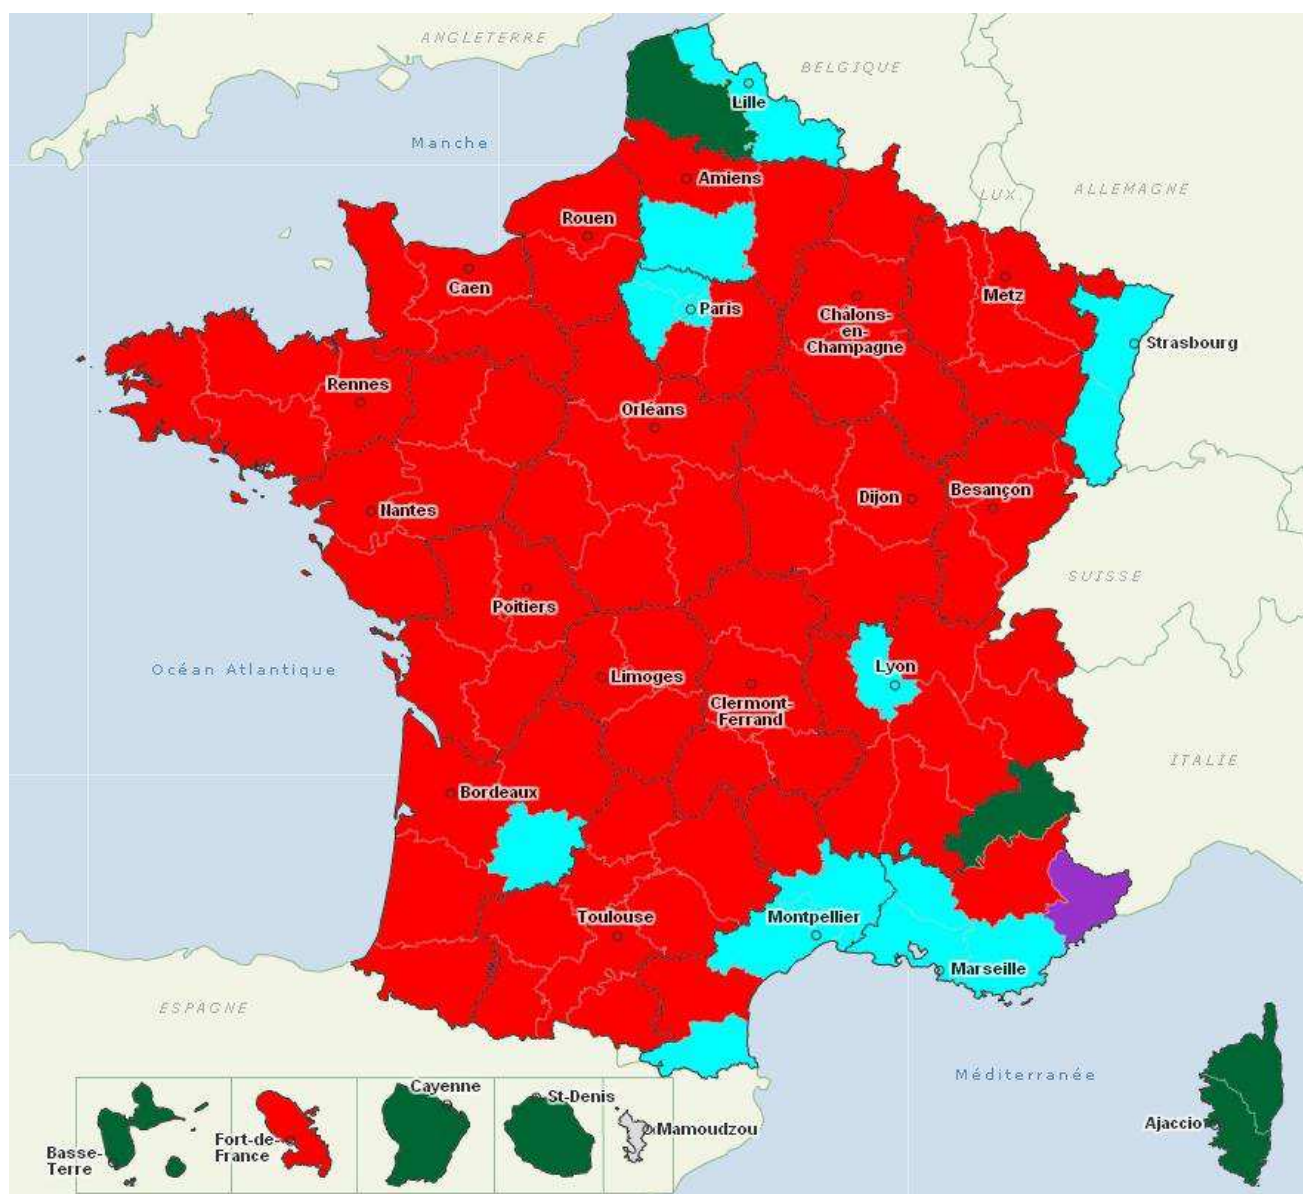 ANGLETERRE
BELGIQUE
Lille
Manche
Amiens
LUX.
ALLEMAGNE
Rouen
Caen
Paris
Metz
Châlons-
en-
Champagne
Strasbourg
Rennes
Orléans
Nantes
Dijon
Besançon
SUISSE
Poitiers
Océan Atlantique
Limoges
Lyon
Clermont-
Ferrand
ITALIE
Bordeaux
Toulouse
Montpellier
Marseille
ESPAGNE
Méditerranée
Cayenne
St-Denis
Mamoudzou
Ajaccio
Basse-
Terre
Fort-de-
France